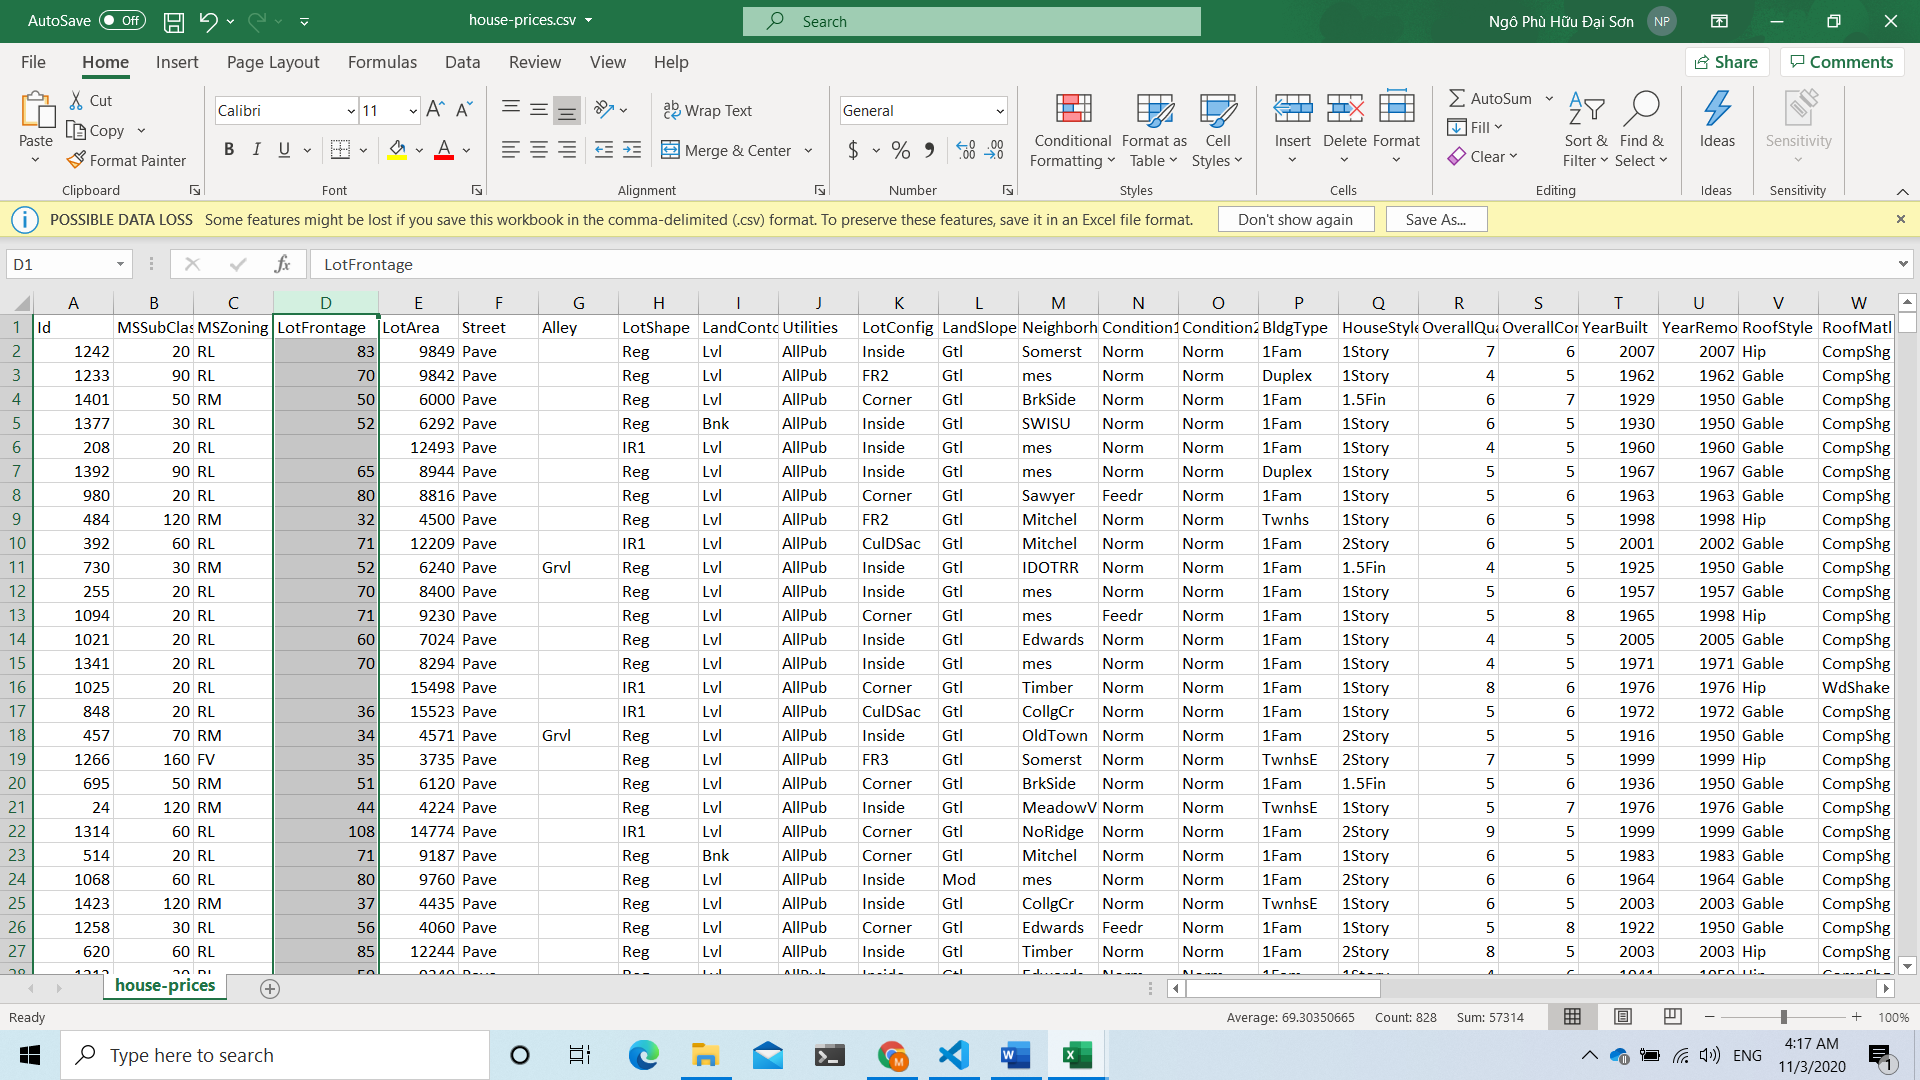 AutoSave Off house-prices.csv Search Ngô Phù Hữu Đại Sơn NP
File Home Insert Page Layout Formulas Data Review View Help Share Comments
Paste Cut Copy Format Painter Clipboard
Calibri 11 B I U A Font
Wrap Text Merge & Center Alignment
General $ % Number
Conditional Formatting Format as Table Cell Styles Styles
Insert Delete Format Cells
AutoSum Fill Clear Sort & Filter Find & Select Editing
Ideas Ideas
Sensitivity Sensitivity
POSSIBLE DATA LOSS Some features might be lost if you save this workbook in the comma-delimited (.csv) format. To preserve these features, save it in an Excel file format. Don't show again Save As...
D1 fx LotFrontage
A B C D E F G H I J K L M N O P Q R S T U V W
1 Id MSSubClas MSZoning LotFrontage LotArea Street Alley LotShape LandConto Utilities LotConfig LandSlope Neighborh Condition1 Condition2 BldgType HouseStyle OverallQua OverallCon YearBuilt YearRemo RoofStyle RoofMatl
2 1242 20 RL 83 9849 Pave Reg Lvl AllPub Inside Gtl Somerst Norm Norm 1Fam 1Story 7 6 2007 2007 Hip CompShg
3 1233 90 RL 70 9842 Pave Reg Lvl AllPub FR2 Gtl mes Norm Norm Duplex 1Story 4 5 1962 1962 Gable CompShg
4 1401 50 RM 50 6000 Pave Reg Lvl AllPub Corner Gtl BrkSide Norm Norm 1Fam 1.5Fin 6 7 1929 1950 Gable CompShg
5 1377 30 RL 52 6292 Pave Reg Bnk AllPub Inside Gtl SWISU Norm Norm 1Fam 1Story 6 5 1930 1950 Gable CompShg
6 208 20 RL 12493 Pave IR1 Lvl AllPub Inside Gtl mes Norm Norm 1Fam 1Story 4 5 1960 1960 Gable CompShg
7 1392 90 RL 65 8944 Pave Reg Lvl AllPub Inside Gtl mes Norm Norm Duplex 1Story 5 5 1967 1967 Gable CompShg
8 980 20 RL 80 8816 Pave Reg Lvl AllPub Corner Gtl Sawyer Feedr Norm 1Fam 1Story 5 6 1963 1963 Gable CompShg
9 484 120 RM 32 4500 Pave Reg Lvl AllPub FR2 Gtl Mitchel Norm Norm Twnhs 1Story 6 5 1998 1998 Hip CompShg
10 392 60 RL 71 12209 Pave IR1 Lvl AllPub CulDSac Gtl Mitchel Norm Norm 1Fam 2Story 6 5 2001 2002 Gable CompShg
11 730 30 RM 52 6240 Pave Grvl Reg Lvl AllPub Inside Gtl IDOTRR Norm Norm 1Fam 1.5Fin 4 5 1925 1950 Gable CompShg
12 255 20 RL 70 8400 Pave Reg Lvl AllPub Inside Gtl mes Norm Norm 1Fam 1Story 5 6 1957 1957 Gable CompShg
13 1094 20 RL 71 9230 Pave Reg Lvl AllPub Corner Gtl mes Feedr Norm 1Fam 1Story 5 8 1965 1998 Hip CompShg
14 1021 20 RL 60 7024 Pave Reg Lvl AllPub Inside Gtl Edwards Norm Norm 1Fam 1Story 4 5 2005 2005 Gable CompShg
15 1341 20 RL 70 8294 Pave Reg Lvl AllPub Inside Gtl mes Norm Norm 1Fam 1Story 4 5 1971 1971 Gable CompShg
16 1025 20 RL 15498 Pave IR1 Lvl AllPub Corner Gtl Timber Norm Norm 1Fam 1Story 8 6 1976 1976 Hip WdShake
17 848 20 RL 36 15523 Pave IR1 Lvl AllPub CulDSac Gtl CollgCr Norm Norm 1Fam 1Story 5 6 1972 1972 Gable CompShg
18 457 70 RM 34 4571 Pave Grvl Reg Lvl AllPub Inside Gtl OldTown Norm Norm 1Fam 2Story 5 5 1916 1950 Gable CompShg
19 1266 160 FV 35 3735 Pave Reg Lvl AllPub FR3 Gtl Somerst Norm Norm TwnhsE 2Story 7 5 1999 1999 Hip CompShg
20 695 50 RM 51 6120 Pave Reg Lvl AllPub Corner Gtl BrkSide Norm Norm 1Fam 1.5Fin 5 6 1936 1950 Gable CompShg
21 24 120 RM 44 4224 Pave Reg Lvl AllPub Inside Gtl MeadowV Norm Norm TwnhsE 1Story 5 7 1976 1976 Gable CompShg
22 1314 60 RL 108 14774 Pave IR1 Lvl AllPub Corner Gtl NoRidge Norm Norm 1Fam 2Story 9 5 1999 1999 Gable CompShg
23 514 20 RL 71 9187 Pave Reg Bnk AllPub Corner Gtl Mitchel Norm Norm 1Fam 1Story 6 5 1983 1983 Gable CompShg
24 1068 60 RL 80 9760 Pave Reg Lvl AllPub Inside Mod mes Norm Norm 1Fam 2Story 6 6 1964 1964 Gable CompShg
25 1423 120 RM 37 4435 Pave Reg Lvl AllPub Inside Gtl CollgCr Norm Norm TwnhsE 1Story 6 5 2003 2003 Gable CompShg
26 1258 30 RL 56 4060 Pave Reg Lvl AllPub Corner Gtl Edwards Feedr Norm 1Fam 1Story 5 8 1922 1950 Gable CompShg
27 620 60 RL 85 12244 Pave Reg Lvl AllPub Inside Gtl Timber Norm Norm 1Fam 2Story 8 5 2003 2003 Hip CompShg
house-prices
Ready Average: 69.30350665 Count: 828 Sum: 57314 100%
Type here to search ENG 4:17 AM
11/3/2020 1